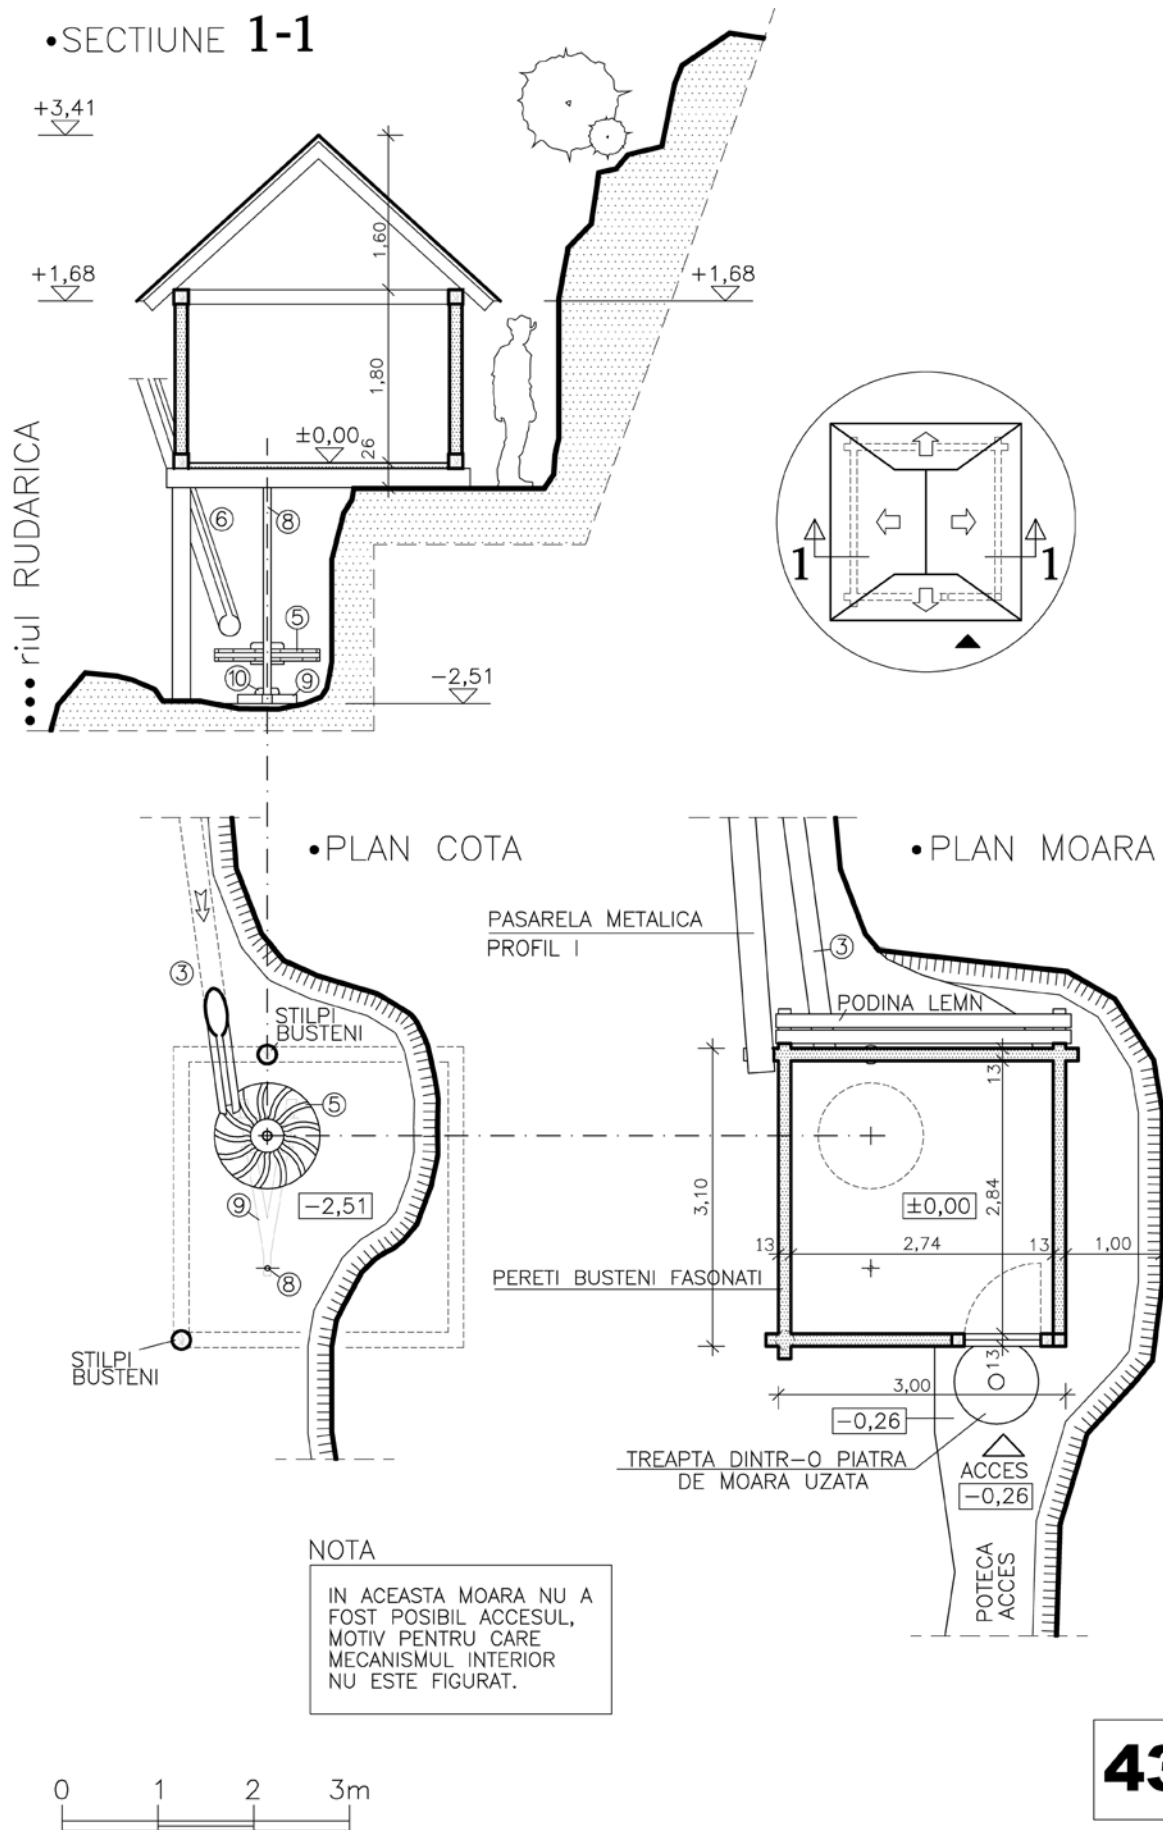 •SECTIUNE 1-1
+3,41
+1,68
+1,68
1,60
1,80
26
±0,00
⑥
⑧
⑤
⑩
⑨
-2,51
riul RUDARICA
1
1
•PLAN COTA
③
STILPI
BUSTENI
⑤
⑨
-2,51
⑧
STILPI
BUSTENI
•PLAN MOARA
PASARELA METALICA
PROFIL I
③
PODINA LEMN
13
3,10
±0,00
2,84
13
2,74
13
1,00
PERETI BUSTENI FASONATI
13
3,00
-0,26
TREAPTA DINTR-O PIATRA
DE MOARA UZATA
ACCES
-0,26
POTECA
ACCES
NOTA
IN ACEASTA MOARA NU A
FOST POSIBIL ACCESUL,
MOTIV PENTRU CARE
MECANISMUL INTERIOR
NU ESTE FIGURAT.
0 1 2 3m